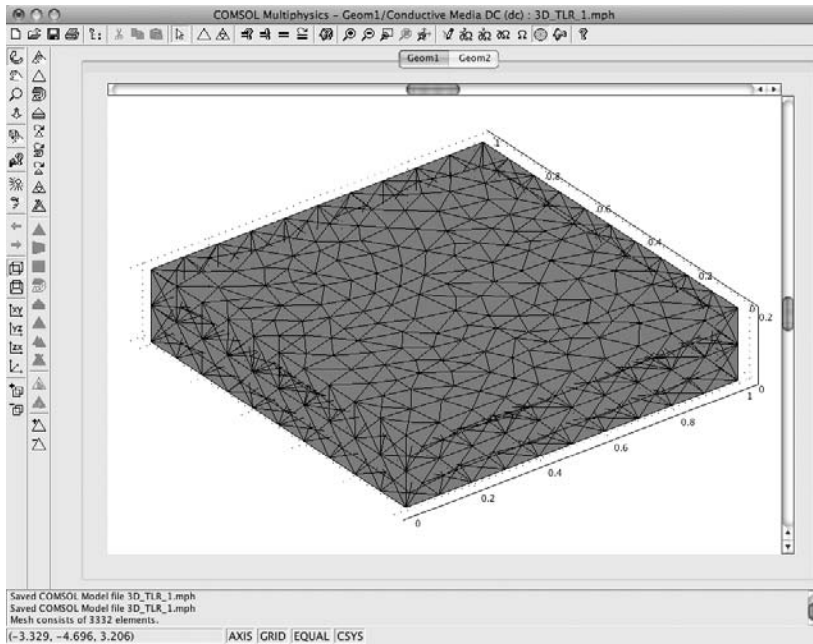 COMSOL Multiphysics - Geom1/Conductive Media DC (dc) : 3D_TLR_1.mph
Geom1 Geom2
1
0.8
0.6
0.4
0.2
0
0.2
0
1
0.8
0.6
0.4
0.2
0
Saved COMSOL Model file 3D_TLR_1.mph
Saved COMSOL Model file 3D_TLR_1.mph
Mesh consists of 3332 elements.
(-3.329, -4.696, 3.206) AXIS GRID EQUAL CSYS